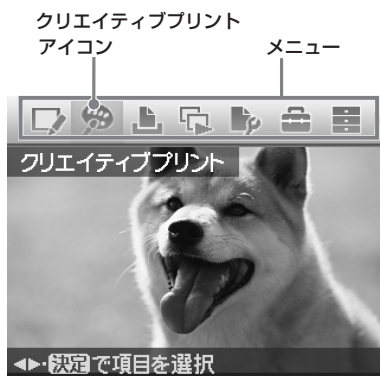 クリエイティブプリント
アイコン
メニュー
クリエイティブプリント
◀▶・決定で項目を選択